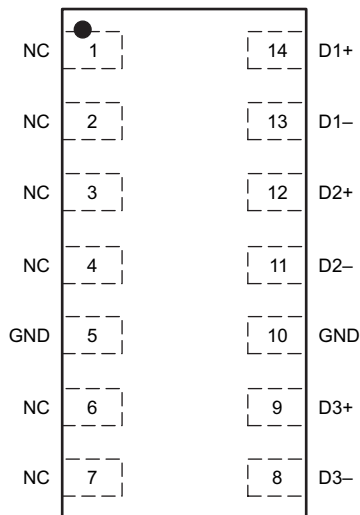 NC 1 14 D1+
NC 2 13 D1–
NC 3 12 D2+
NC 4 11 D2–
GND 5 10 GND
NC 6 9 D3+
NC 7 8 D3–